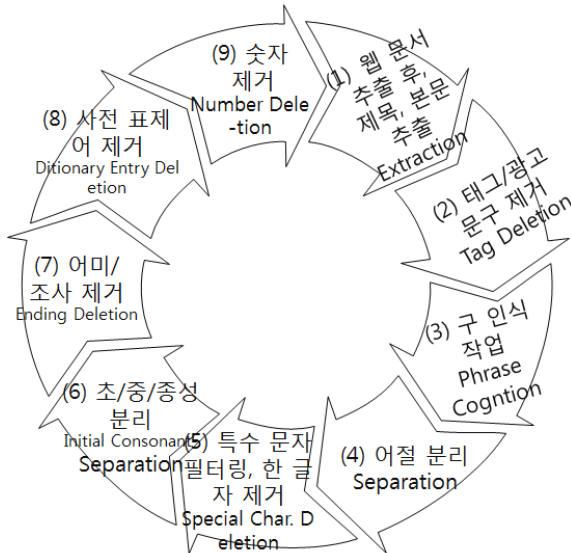 (1) 웹 문서
추출 후,
제목, 본문
추출
Extraction
(2) 태그/광고
문구 제거
Tag Deletion
(3) 구 인식
작업
Phrase
Cogntion
(4) 어절 분리
Separation
(5) 특수 문자
필터링, 한 글
자 제거
Special Char. D
eletion
(6) 초/중/종성
분리
Initial Consonant
Separation
(7) 어미/
조사 제거
Ending Deletion
(8) 사전 표제
어 제거
Ditionary Entry Del
etion
(9) 숫자
제거
Number Dele
-tion